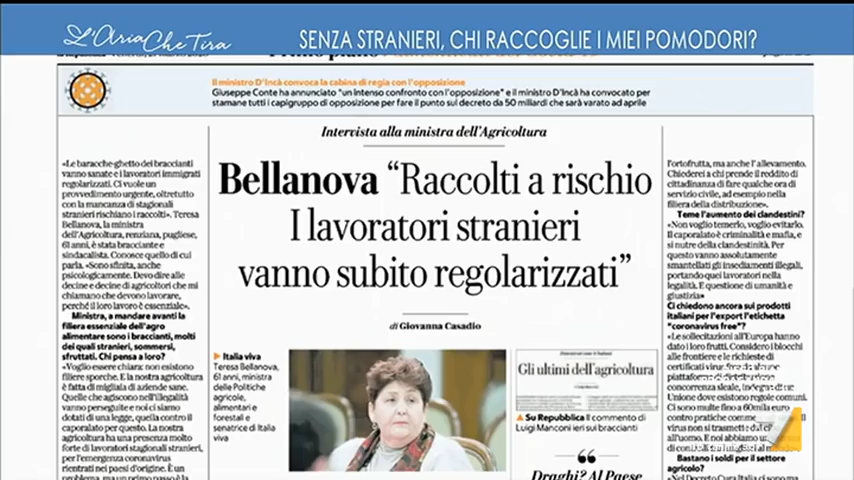 L'Aria Che Tira
SENZA STRANIERI, CHI RACCOGLIE I MIEI POMODORI?
Il ministro D'Incà convoca la cabina di regia con l'opposizione
Giuseppe Conte ha annunciato "un intenso confronto con l'opposizione" e il ministro D'Incà ha convocato per
stamane tutti i capigruppo di opposizione per fare il punto sul decreto da 50 miliardi che sarà varato ad aprile
Intervista alla ministra dell'Agricoltura
Bellanova "Raccolti a rischio
I lavoratori stranieri
vanno subito regolarizzati"
di Giovanna Casadio
«Le baracche-ghetto dei braccianti
vanno sanate e i lavoratori immigrati
regolarizzati. Ci vuole un
provvedimento urgente, oltretutto
con la mancanza di stagionali
stranieri rischiano i raccolti». Teresa
Bellanova, la ministra
dell'Agricoltura, renziana, pugliese,
61 anni, è stata bracciante e
sindacalista. Conosce quello di cui
parla. «Sono sfinita, anche
psicologicamente. Devo dire alle
decine e decine di agricoltori che mi
chiamano che devono lavorare,
perché il loro lavoro è essenziale».
Ministra, a mandare avanti la
filiera essenziale dell'agro
alimentare sono i braccianti, molti
dei quali stranieri, sommersi,
sfruttati. Chi pensa a loro?
«Voglio essere chiara: non esistono
filiere sporche. E la nostra agricoltura
è fatta di migliaia di aziende sane.
Quelle che agiscono nell'illegalità
vanno perseguite e noi ci siamo
dotati di una legge, quella contro il
caporalato per questo. La nostra
agricoltura ha una presenza molto
forte di lavoratori stagionali stranieri,
per l'emergenza coronavirus
rientrati nei paesi d'origine. È un
problema, ma un primo passo è la
Italia viva
Teresa Bellanova,
61 anni, ministra
delle Politiche
agricole,
alimentari e
forestali e
senatrice di Italia
viva
Gli ultimi dell'agricoltura
Su Repubblica Il commento di
Luigi Manconi ieri sui braccianti
Draghi? Al Paese
l'ortofrutta, ma anche l'allevamento.
Chiederei a chi prende il reddito di
cittadinanza di fare qualche ora di
servizio civile, ad esempio nella
filiera della distribuzione».
Teme l'aumento dei clandestini?
«Non voglio temerlo, voglio evitarlo.
Il caporalato è criminalità e mafia, e
si nutre della clandestinità. Per
questo vanno assolutamente
smantellati gli insediamenti illegali,
portando quei lavoratori nella
legalità. È questione di umanità e
giustizia»
Ci chiedono ancora sui prodotti
italiani per l'export l'etichetta
"coronavirus free"?
«Le sollecitazioni all'Europa hanno
dato i loro frutti. Considero i blocchi
alle frontiere e le richieste di
certificati virus
concorrenza sleale,
Unione dove esistono regole comuni.
Ci sono multe fino a 60mila euro
contro pratiche comme
virus non si trasmette dal
all'uomo. E noi abbiamo
di
Bastano i soldi per il settore
agricolo?
«Nel Decreto Cura Italia ci sono